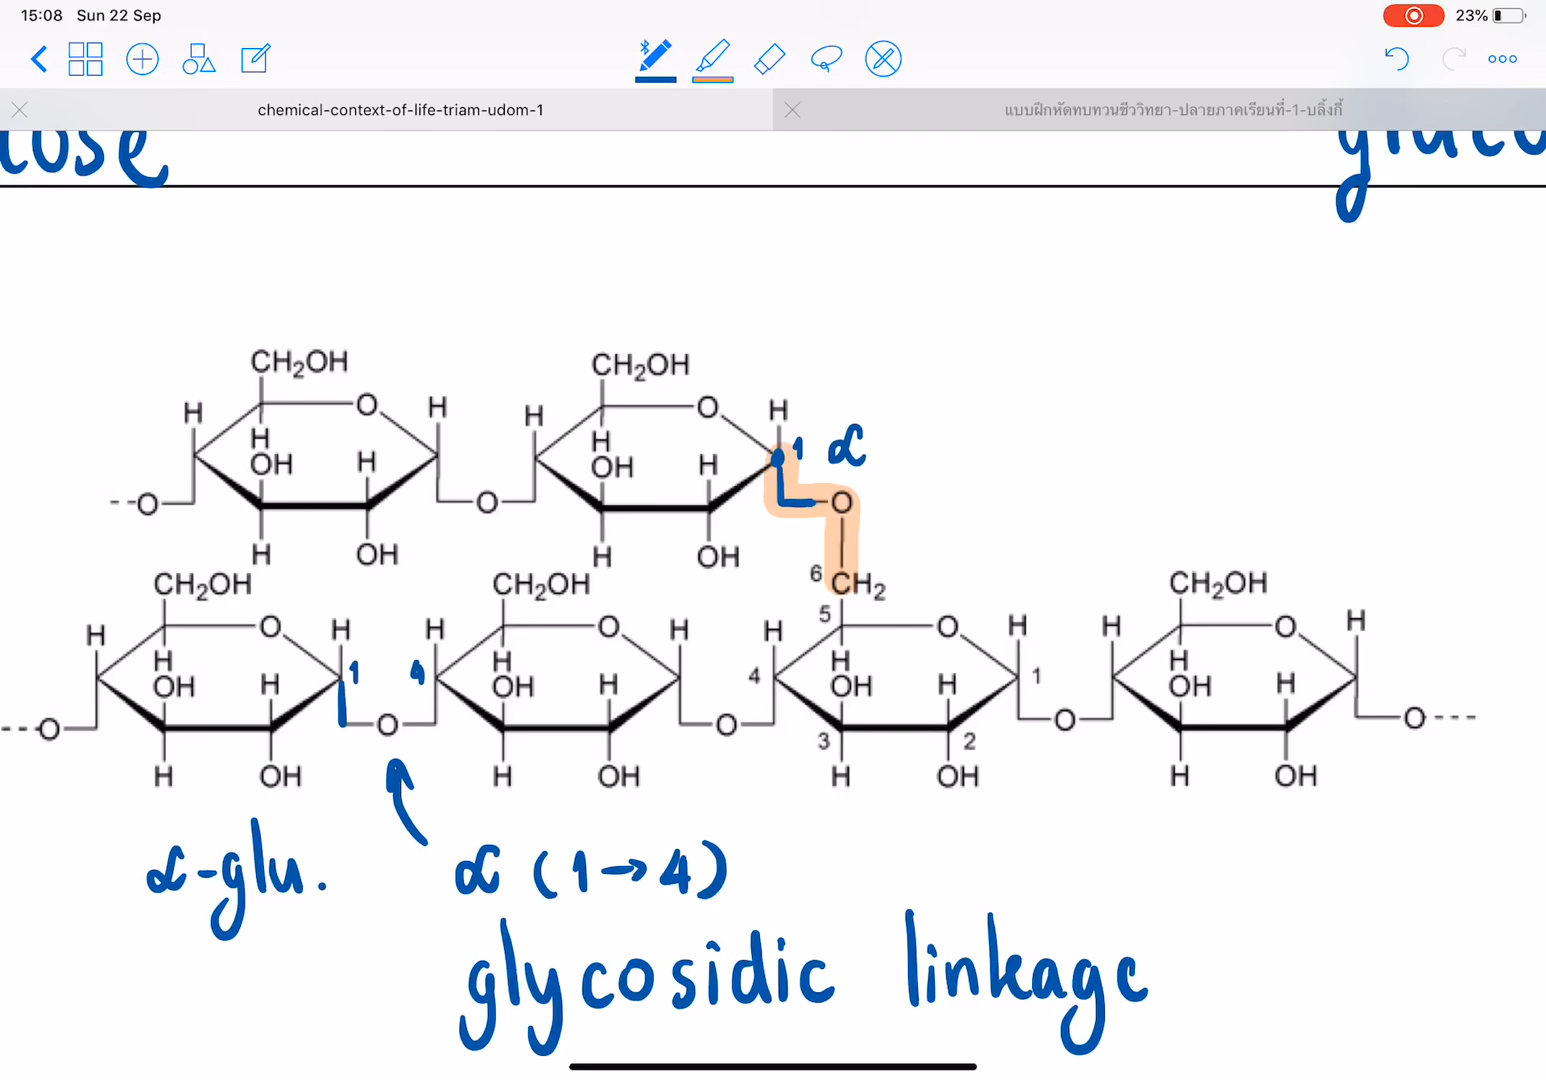 15:08 Sun 22 Sep 23%
chemical-context-of-life-triam-udom-1 แบบฝึกหัดทบทวนชีววิทยา-ปลายภาคเรียนที่-1-บลิ้งกี้
CH₂OH CH₂OH
H O H H O H
H H 1 α
OH H OH H
--O O O
H OH H OH
CH₂OH CH₂OH 6 CH₂ CH₂OH
5
H O H H O H H O H H O H
H 1 4 H 4 H 1 H
OH H OH H OH H OH H
---O O O O O---
3 2
H OH H OH H OH H OH
α-glu. α (1→4)
glycosidic linkage